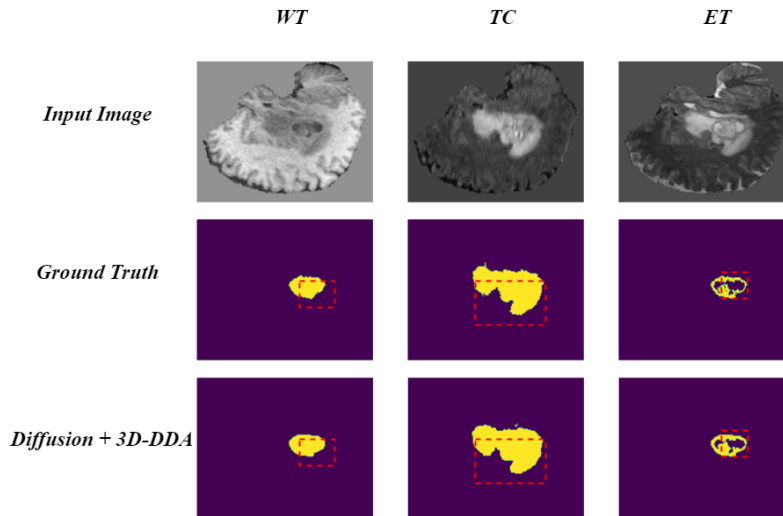 WT TC ET
Input Image
Ground Truth
Diffusion + 3D-DDA